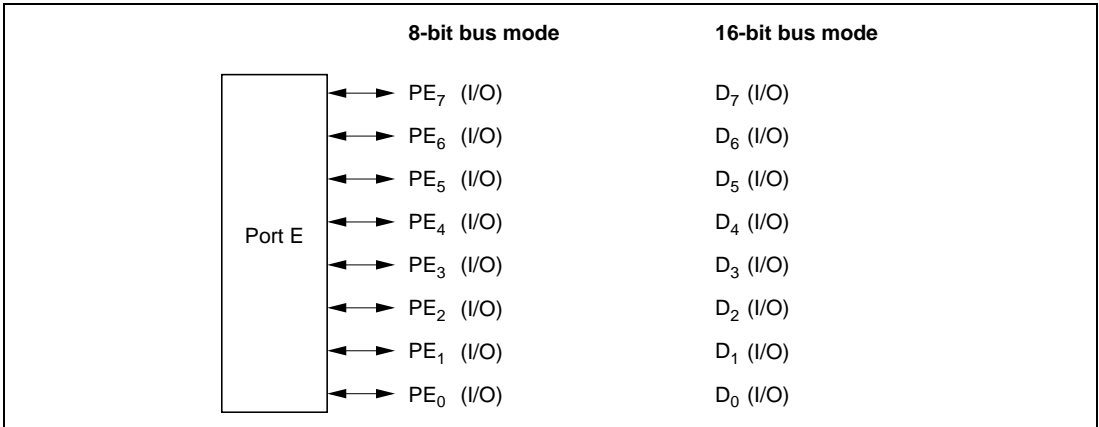 8-bit bus mode 16-bit bus mode
PE7 (I/O) D7 (I/O)
PE6 (I/O) D6 (I/O)
PE5 (I/O) D5 (I/O)
PE4 (I/O) D4 (I/O)
Port E
PE3 (I/O) D3 (I/O)
PE2 (I/O) D2 (I/O)
PE1 (I/O) D1 (I/O)
PE0 (I/O) D0 (I/O)